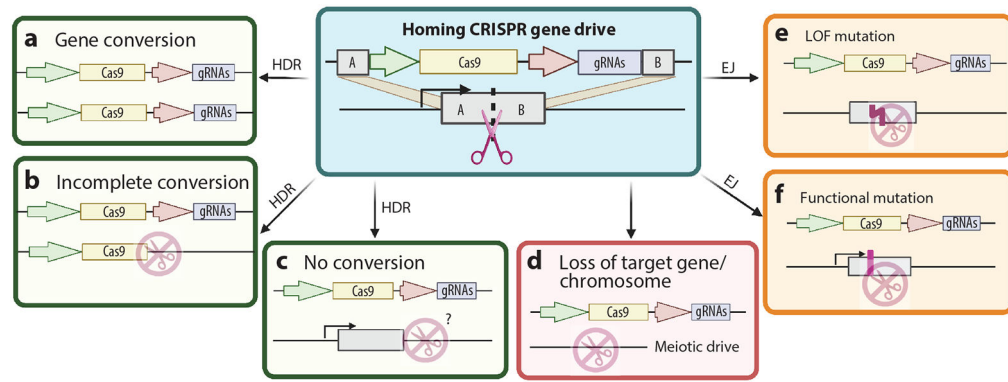 Homing CRISPR gene drive
A
Cas9
gRNAs
B
A
B
HDR
HDR
HDR
EJ
EJ
a
Gene conversion
Cas9
gRNAs
Cas9
gRNAs
b
Incomplete conversion
Cas9
gRNAs
Cas9
c
No conversion
Cas9
gRNAs
?
d
Loss of target gene/
chromosome
Cas9
gRNAs
Meiotic drive
e
LOF mutation
Cas9
gRNAs
f
Functional mutation
Cas9
gRNAs